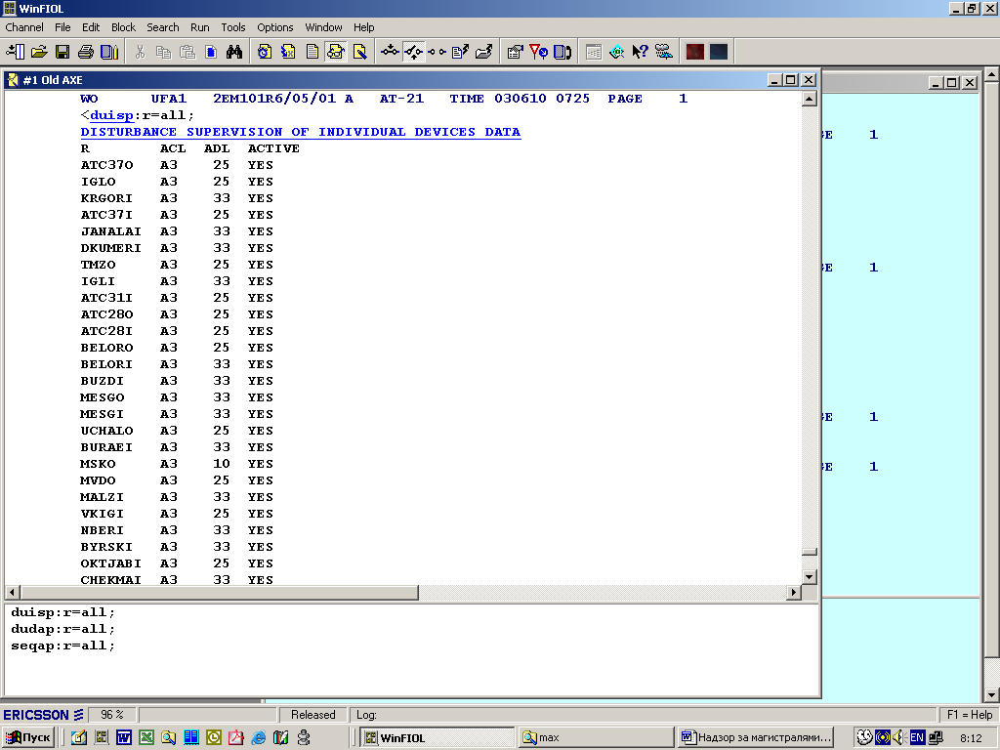 WinFIOL
Channel File Edit Block Search Run Tools Options Window Help
#1 Old AXE
WO UFA1 2EM101R6/05/01 A AT-21 TIME 030610 0725 PAGE 1
<duisp:r=all;
DISTURBANCE SUPERVISION OF INDIVIDUAL DEVICES DATA
R ACL ADL ACTIVE
ATC37O A3 25 YES
IGLO A3 25 YES
KRGORI A3 33 YES
ATC37I A3 25 YES
JANALAI A3 33 YES
DKUMERI A3 33 YES
TMZO A3 25 YES
IGLI A3 33 YES
ATC31I A3 25 YES
ATC28O A3 25 YES
ATC28I A3 25 YES
BELORO A3 25 YES
BELORI A3 33 YES
BUZDI A3 33 YES
MESGO A3 33 YES
MESGI A3 33 YES
UCHALO A3 25 YES
BURAEI A3 33 YES
MSKO A3 10 YES
MVDO A3 25 YES
MALZI A3 33 YES
VKIGI A3 25 YES
NBERI A3 33 YES
BYRSKI A3 33 YES
OKTJABI A3 25 YES
CHEKMAI A3 33 YES
GE 1
GE 1
GE 1
GE 1
duisp:r=all;
dudap:r=all;
seqap:r=all;
ERICSSON 96 % Released Log: F1 = Help
Пуск WinFIOL max Надзор за магистралями... EN 8:12